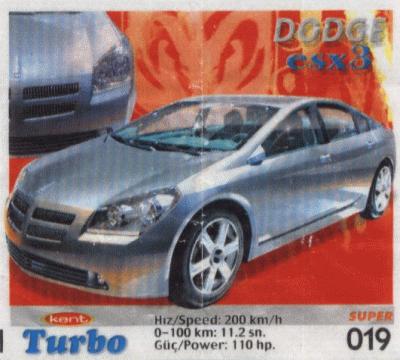 DODGE
esx3
kent
Turbo
Hız/Speed: 200 km/h
0-100 km: 11.2 sn.
Güç/Power: 110 hp.
SUPER
019